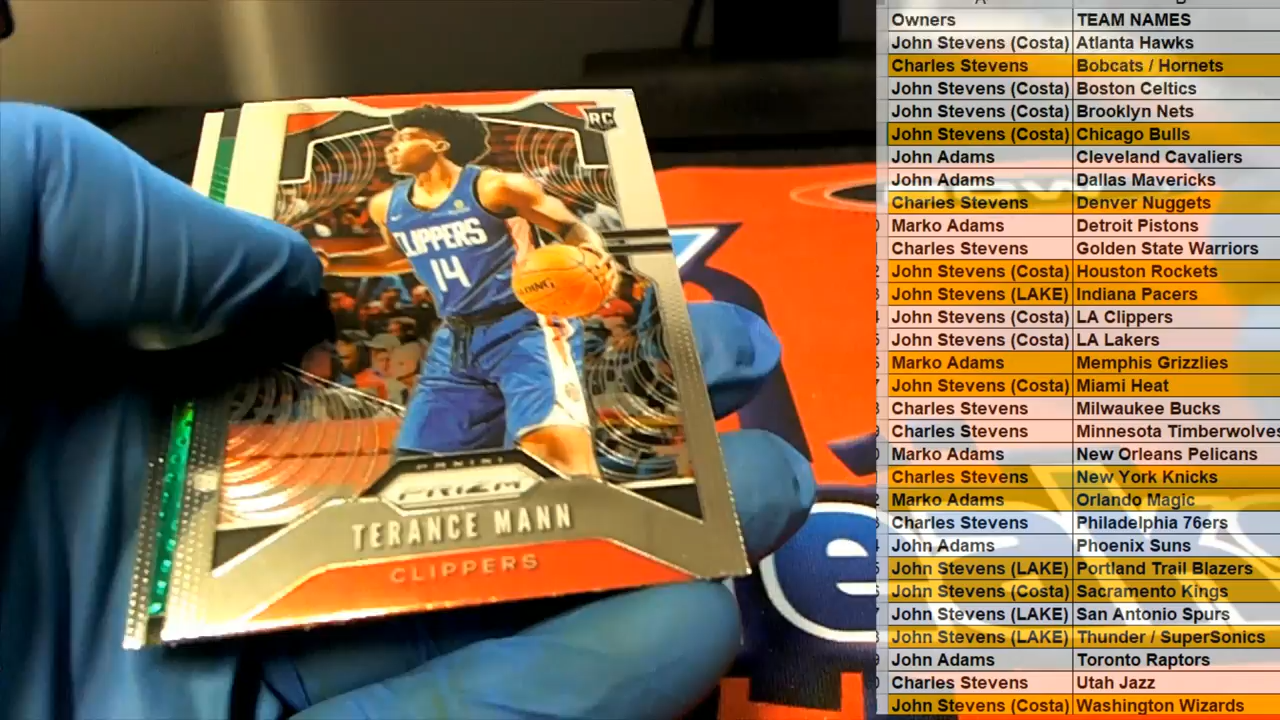 RC
CLIPPERS
14
PANINI
PRIZM
TERANCE MANN
CLIPPERS
Owners TEAM NAMES
John Stevens (Costa) Atlanta Hawks
Charles Stevens Bobcats / Hornets
John Stevens (Costa) Boston Celtics
John Stevens (Costa) Brooklyn Nets
John Stevens (Costa) Chicago Bulls
John Adams Cleveland Cavaliers
John Adams Dallas Mavericks
Charles Stevens Denver Nuggets
Marko Adams Detroit Pistons
Charles Stevens Golden State Warriors
John Stevens (Costa) Houston Rockets
John Stevens (LAKE) Indiana Pacers
John Stevens (Costa) LA Clippers
John Stevens (Costa) LA Lakers
Marko Adams Memphis Grizzlies
John Stevens (Costa) Miami Heat
Charles Stevens Milwaukee Bucks
Charles Stevens Minnesota Timberwolves
Marko Adams New Orleans Pelicans
Charles Stevens New York Knicks
Marko Adams Orlando Magic
Charles Stevens Philadelphia 76ers
John Adams Phoenix Suns
John Stevens (LAKE) Portland Trail Blazers
John Stevens (Costa) Sacramento Kings
John Stevens (LAKE) San Antonio Spurs
John Stevens (LAKE) Thunder / SuperSonics
John Adams Toronto Raptors
Charles Stevens Utah Jazz
John Stevens (Costa) Washington Wizards